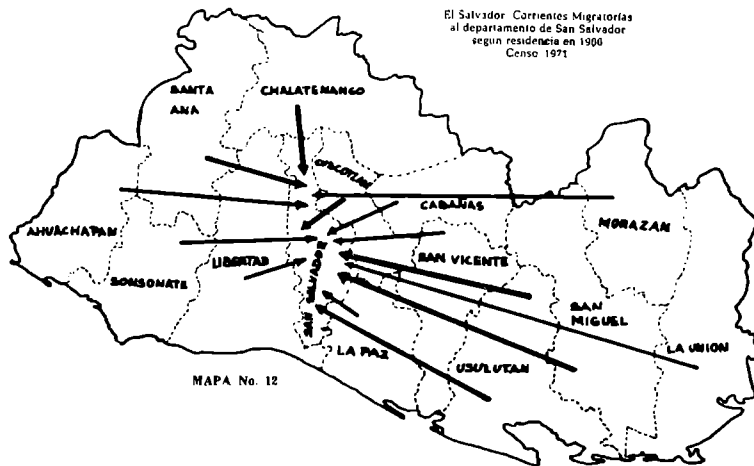 El Salvador Corrientes Migratorias
al departamento de San Salvador
segun residencia en 1966
Censo 1971
SANTA
ANA
CHALATENANGO
CUSCATLAN
CABAÑAS
MORAZAN
AHUACHAPAN
SONSONATE
LIBERTAD
SAN SALVADOR
SAN VICENTE
SAN
MIGUEL
LA UNION
LA PAZ
USULUTAN
MAPA No. 12